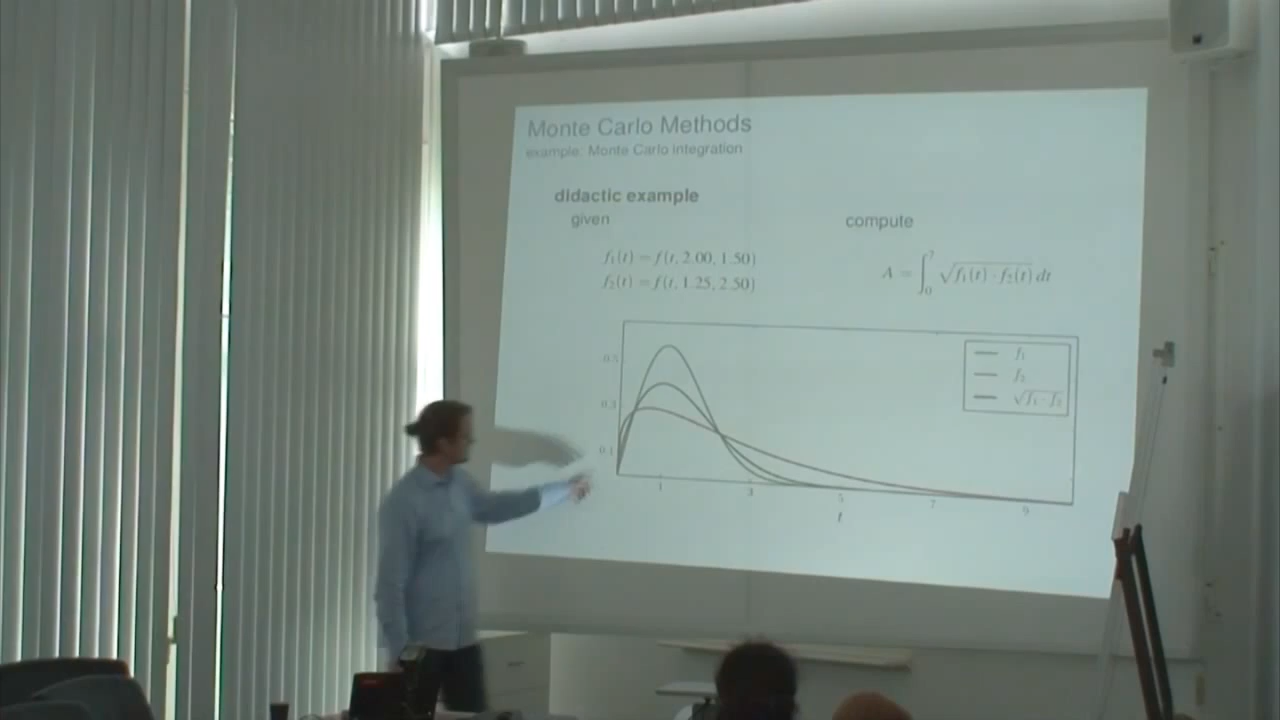 Monte Carlo Methods
example: Monte Carlo integration
didactic example
given
compute
f₁(t) = f(t, 2.00, 1.50)
f₂(t) = f(t, 1.25, 2.50)
A = ∫₀⁷ √f₁(t) · f₂(t) dt
0.5
0.3
0.1
1 3 5 7 9
t
f₁
f₂
√f₁ · f₂